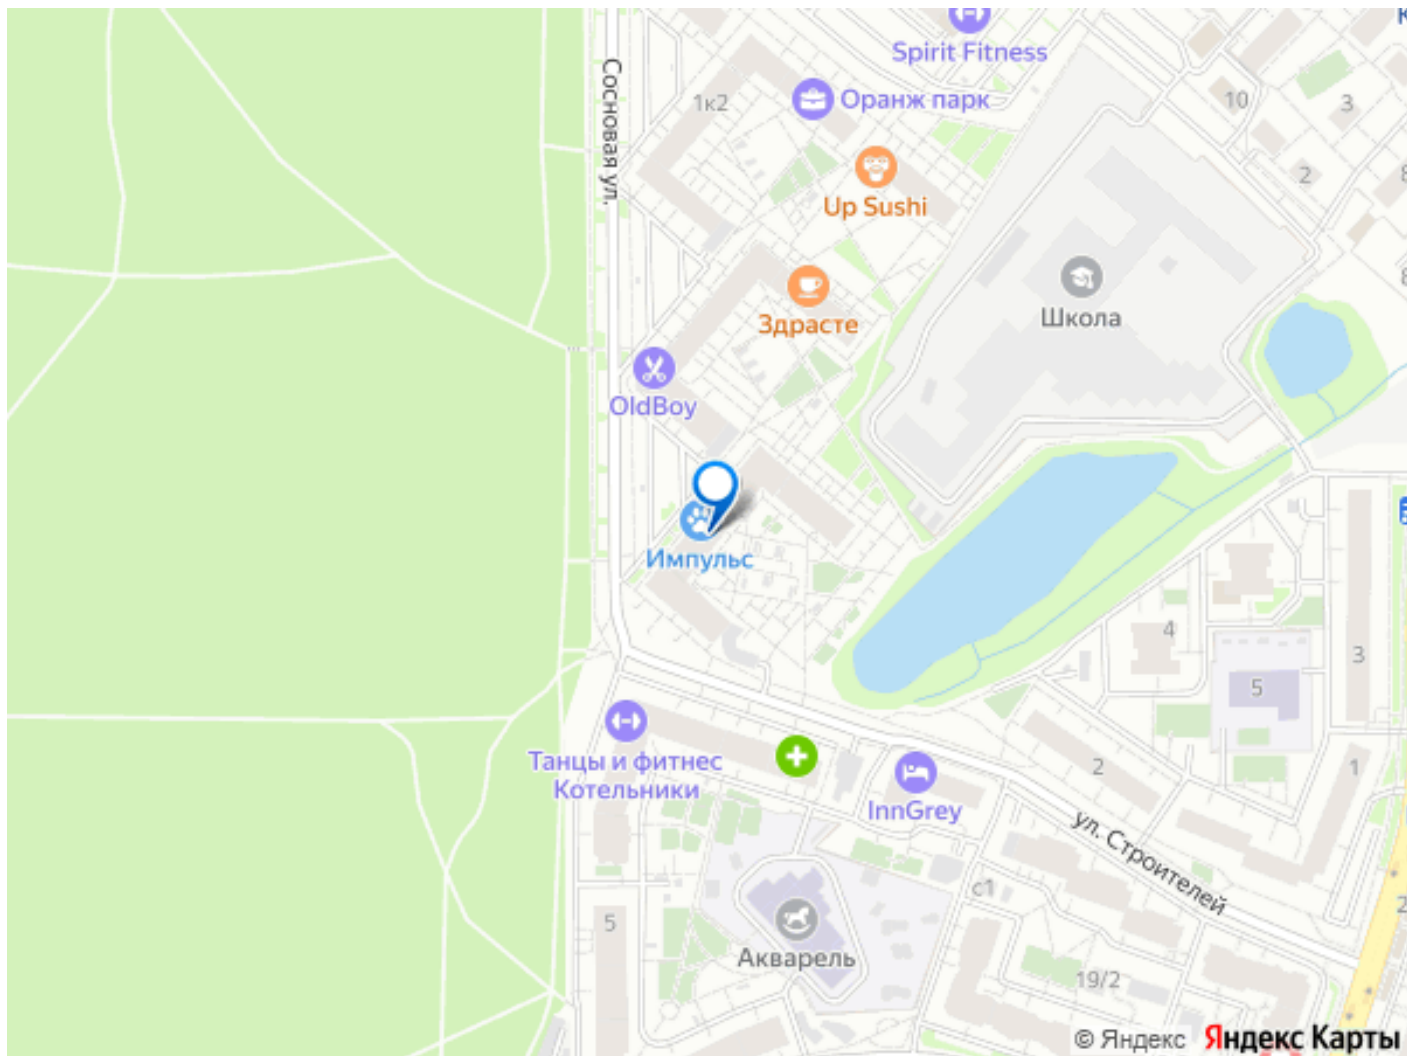 Spirit Fitness
Сосновая ул.
1к2
Оранж парк
10
3
2
Up Sushi
Школа
Здрасте
OldBoy
Импульс
4
3
5
Танцы и фитнес
Котельники
2
1
InnGrey
ул. Строителей
с1
5
Акварель
19/2
© Яндекс Яндекс Карты